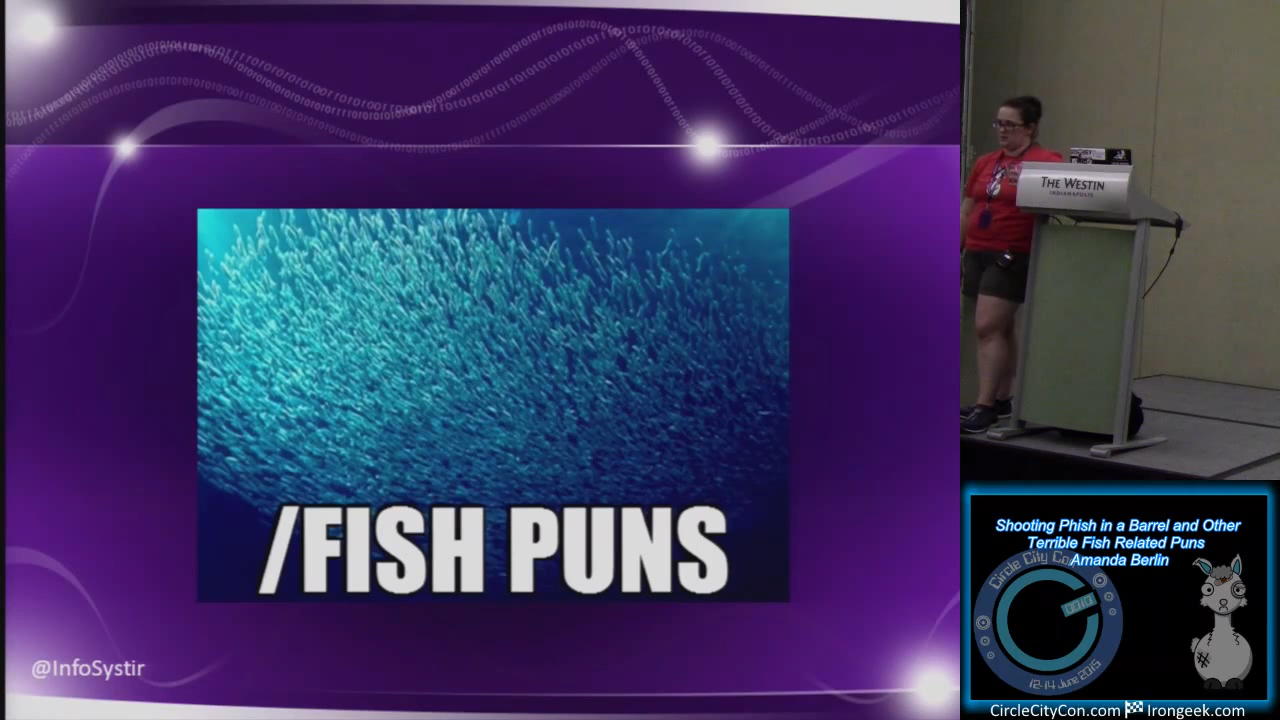 /FISH PUNS
@InfoSystir
THE WESTIN
INDIANAPOLIS
Shooting Phish in a Barrel and Other
Terrible Fish Related Puns
Amanda Berlin
Circle City Con
12-14 June 2015
CircleCityCon.com Irongeek.com